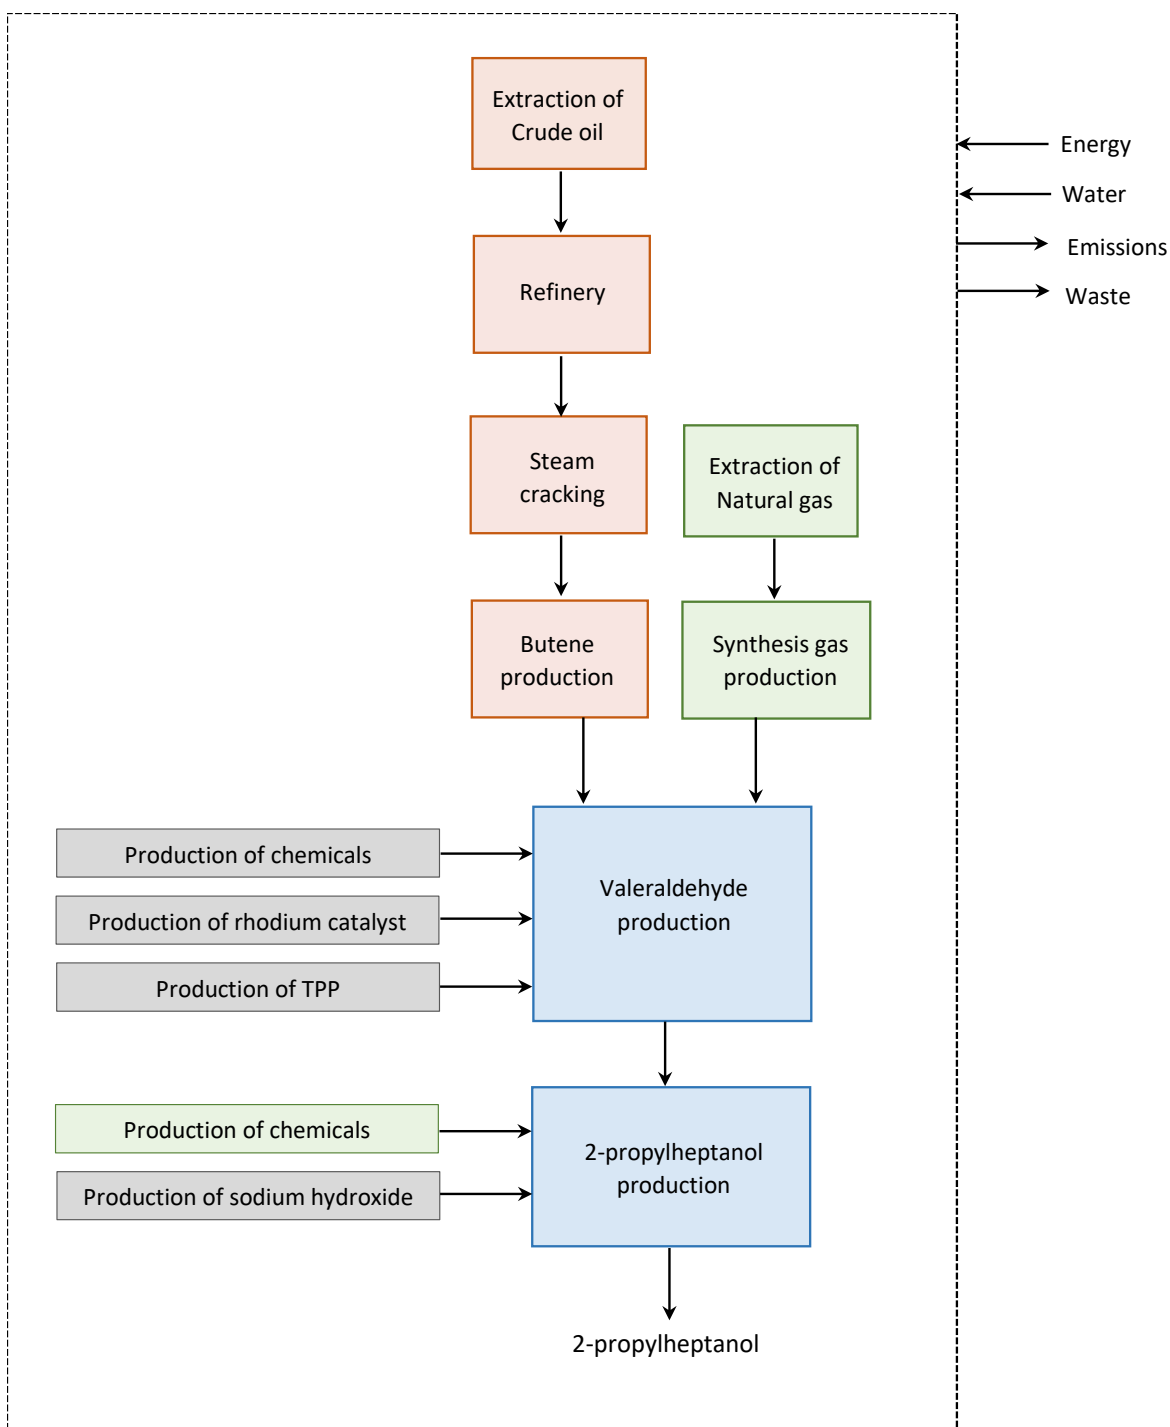 Extraction of
Crude oil
Energy
Water
Emissions
Refinery
Waste
Steam
cracking
Extraction of
Natural gas
Butene
production
Synthesis gas
production
Production of chemicals
Production of rhodium catalyst
Production of TPP
Valeraldehyde
production
Production of chemicals
Production of sodium hydroxide
2-propylheptanol
production
2-propylheptanol